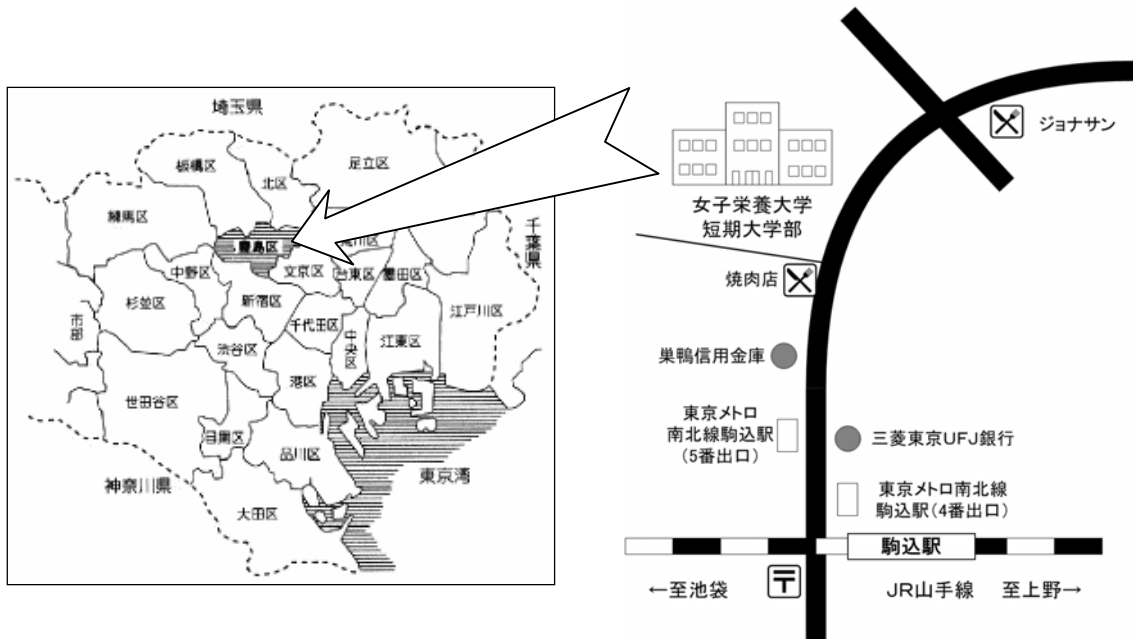 埼玉県
板橋区
北区
足立区
練馬区
豊島区
荒川区
千葉県
中野区
文京区
台東区
墨田区
杉並区
新宿区
江戸川区
市部
千代田区
中央区
江東区
渋谷区
港区
世田谷区
目黒区
品川区
東京湾
神奈川県
大田区
ジョナサン
女子栄養大学
短期大学部
焼肉店
巣鴨信用金庫
東京メトロ
南北線駒込駅
(5番出口)
三菱東京UFJ銀行
東京メトロ南北線
駒込駅(4番出口)
駒込駅
←至池袋
〒
JR山手線 至上野→